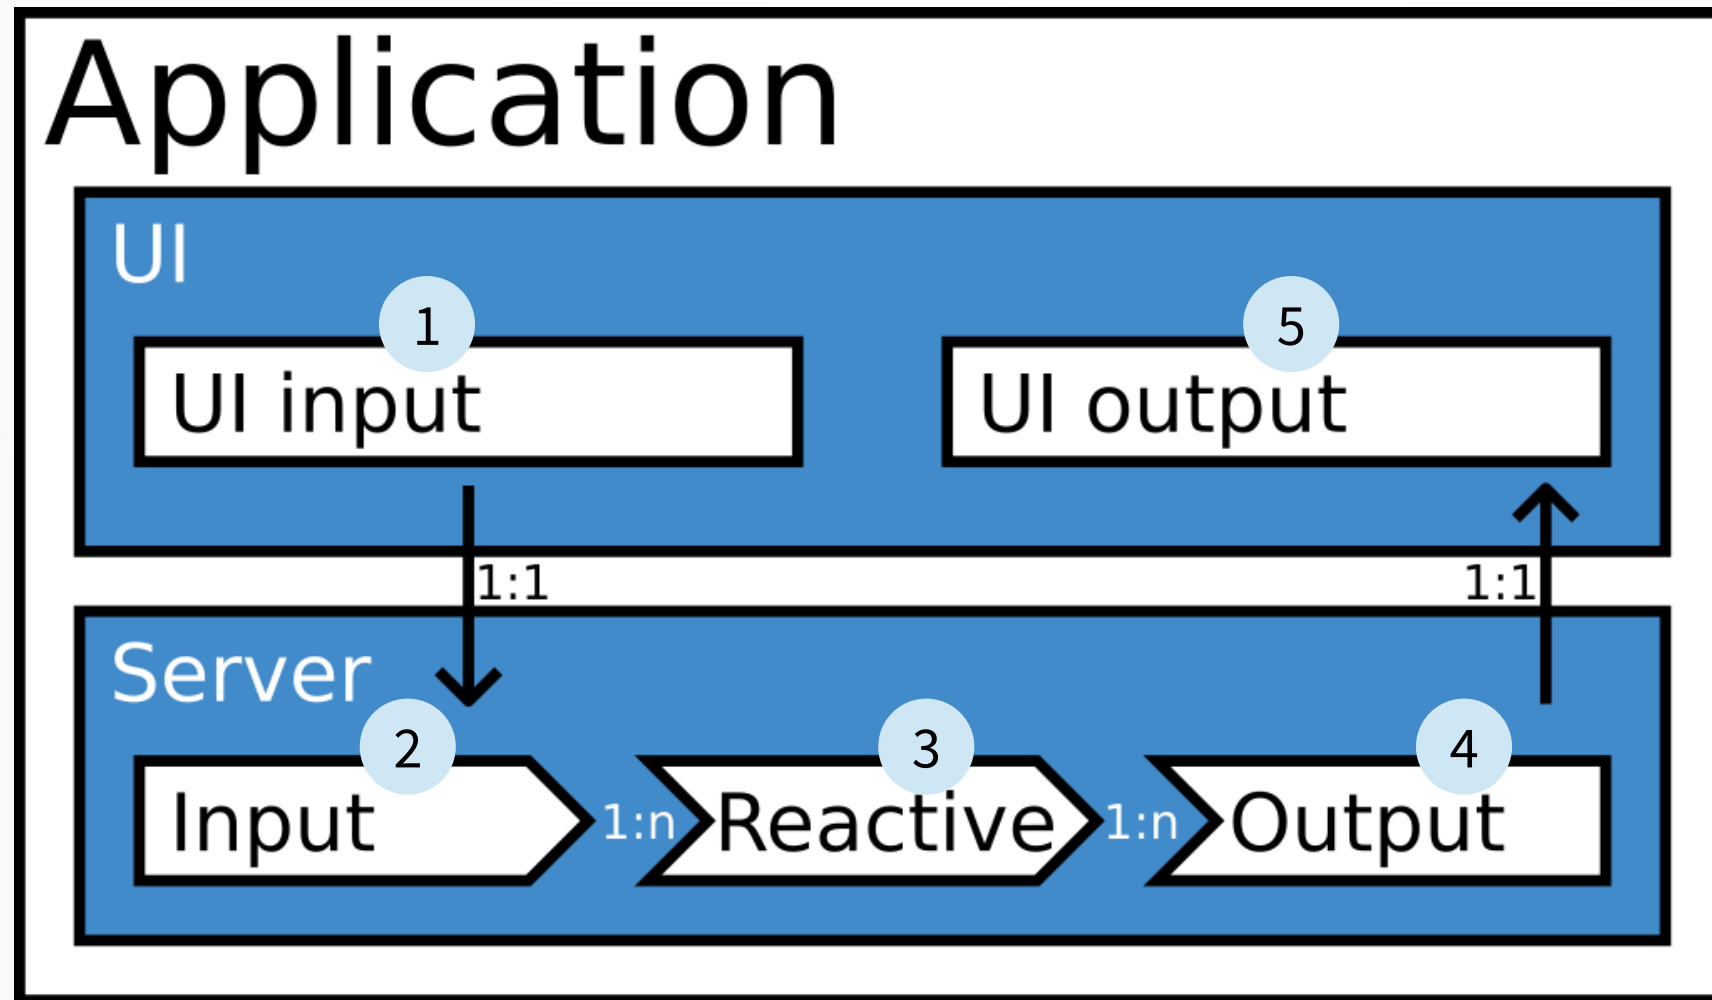 Application
UI
1
5
UI input
UI output
1:1
1:1
Server
2
3
4
Input
1:n
Reactive
1:n
Output